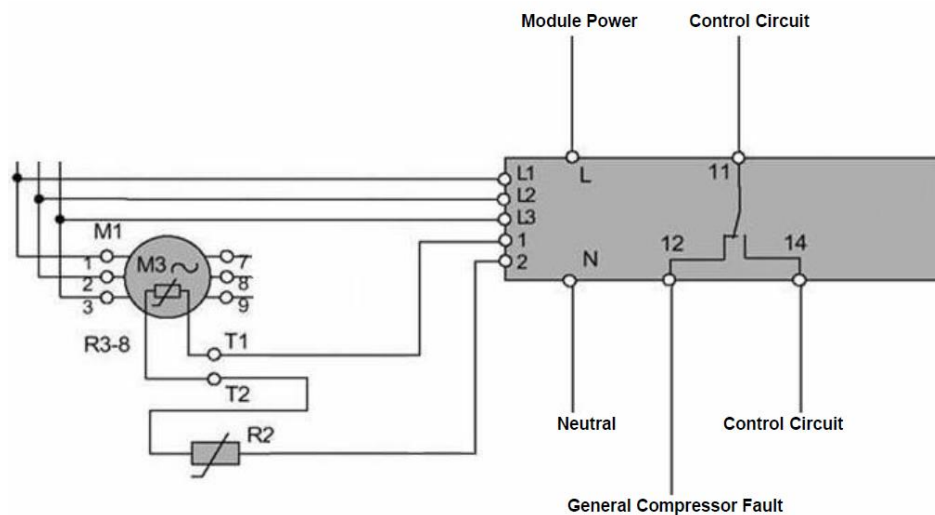 Module Power
Control Circuit
L1
L
11
L2
L3
M1
1
12
14
1
M3
7
2
N
2
8
3
9
R3-8
T1
T2
R2
Neutral
Control Circuit
General Compressor Fault